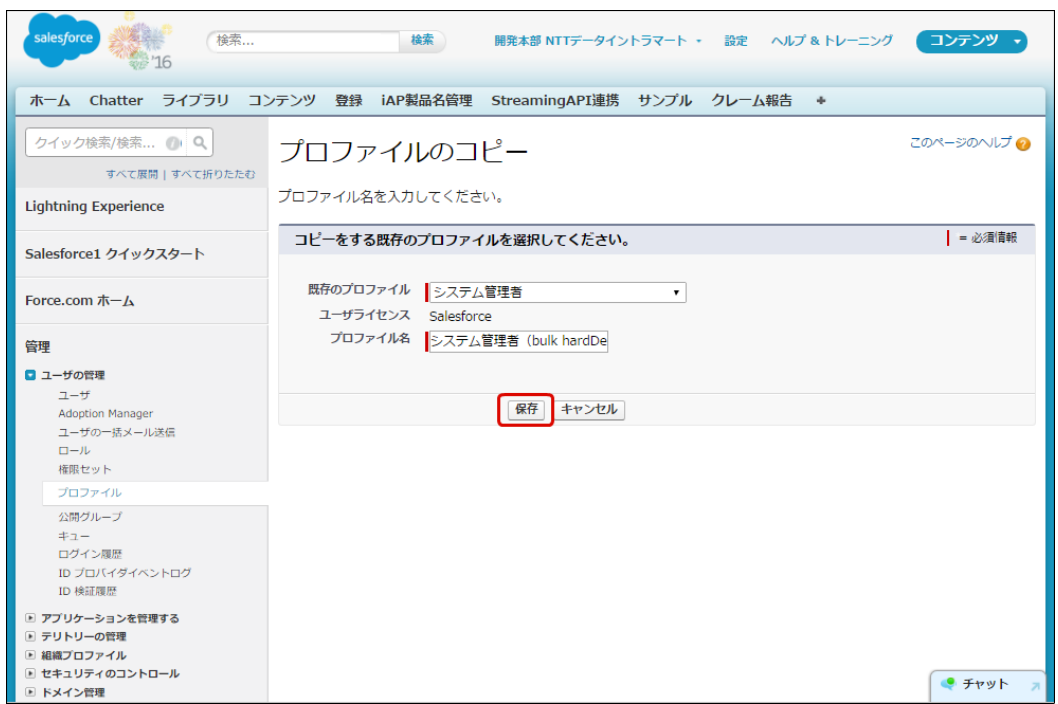 salesforce
'16
検索...
検索
開発本部 NTTデータイントラマート
設定
ヘルプ & トレーニング
コンテンツ
ホーム Chatter ライブラリ コンテンツ 登録 iAP製品名管理 StreamingAPI連携 サンプル クレーム報告 +
クイック検索/検索...
すべて展開 | すべて折りたたむ
Lightning Experience
Salesforce1 クイックスタート
Force.com ホーム
管理
ユーザの管理
ユーザ
Adoption Manager
ユーザの一括メール送信
ロール
権限セット
プロファイル
公開グループ
キュー
ログイン履歴
ID プロバイダイベントログ
ID 検証履歴
アプリケーションを管理する
テリトリーの管理
組織プロファイル
セキュリティのコントロール
ドメイン管理
プロファイルのコピー
このページのヘルプ ?
プロファイル名を入力してください。
コピーをする既存のプロファイルを選択してください。
= 必須情報
既存のプロファイル システム管理者
ユーザライセンス Salesforce
プロファイル名 システム管理者（bulk hardDe
保存 キャンセル
チャット